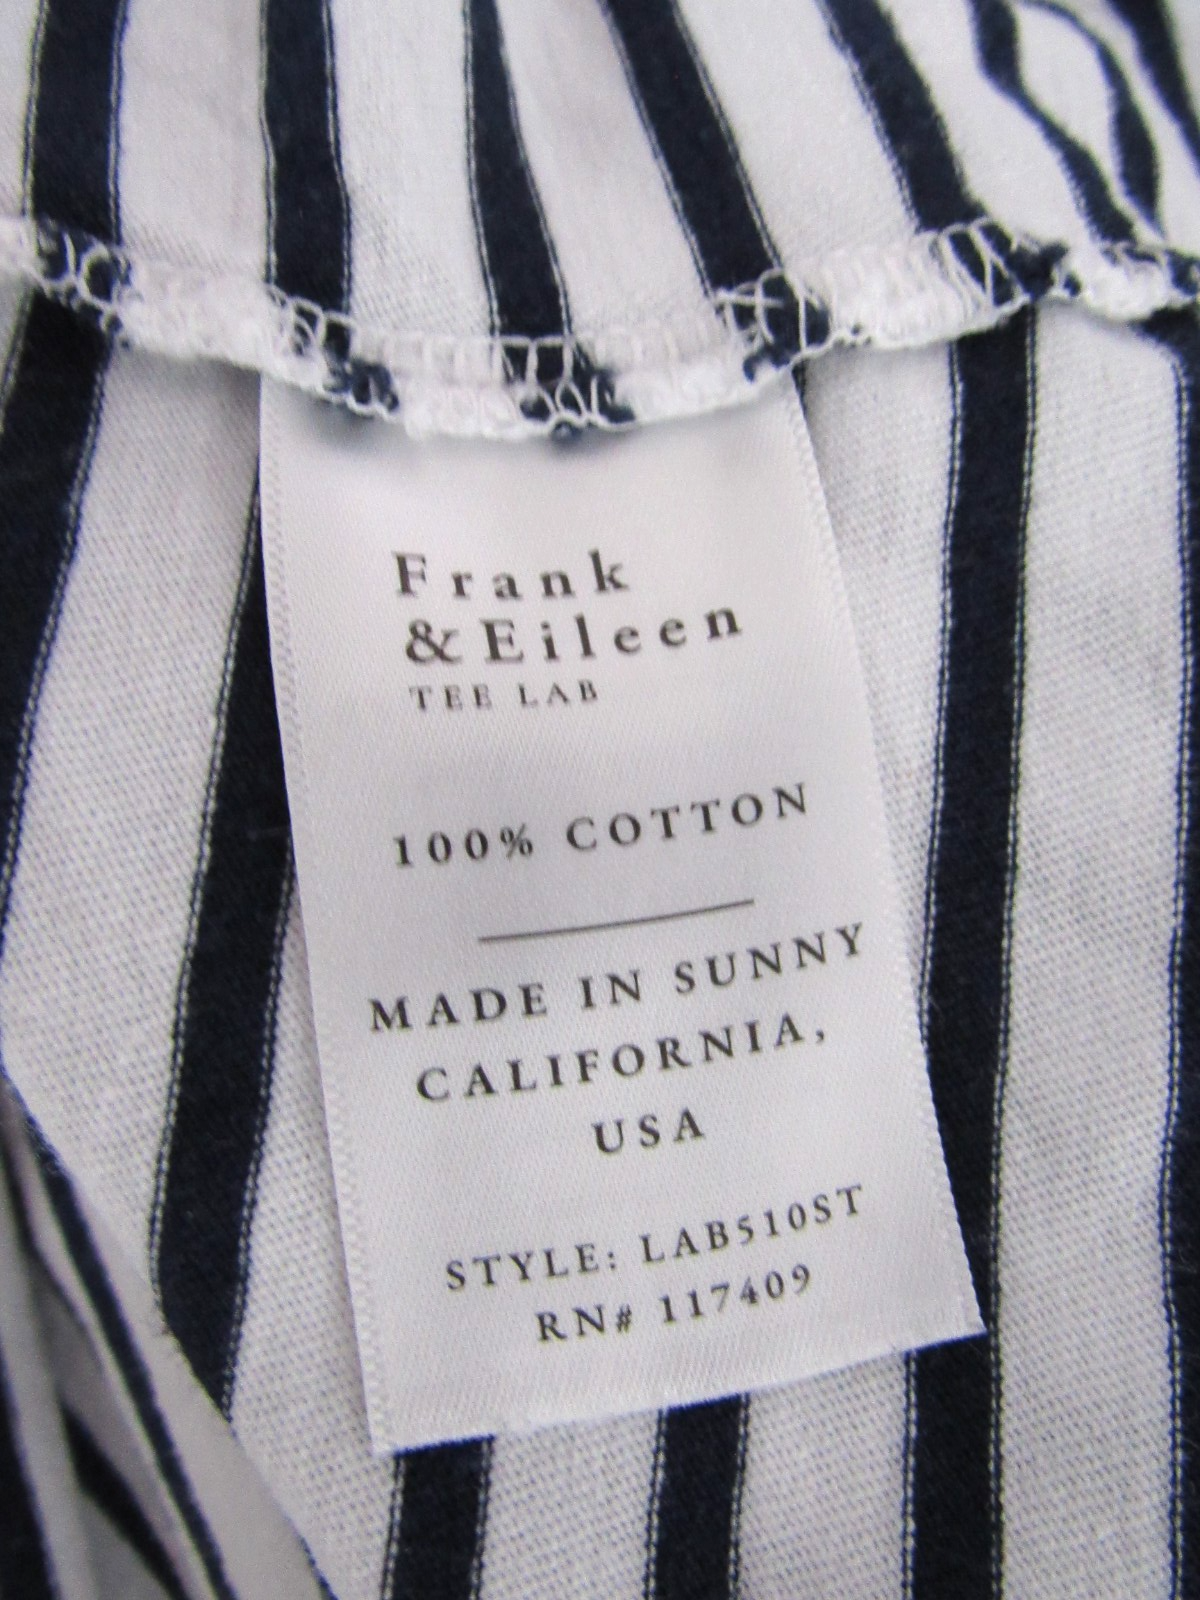 Frank
& Eileen
TEE LAB
100% COTTON
MADE IN SUNNY
CALIFORNIA,
USA
STYLE: LAB510ST
RN# 117409